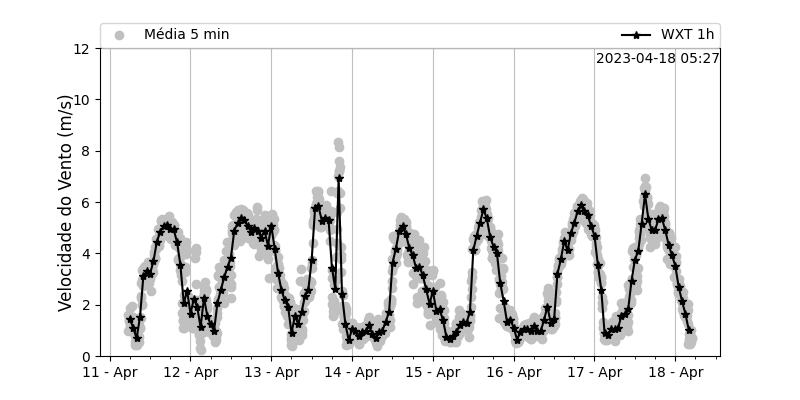 Média 5 min
WXT 1h
2023-04-18 05:27
Velocidade do Vento (m/s)
12
10
8
6
4
2
0
11 - Apr
12 - Apr
13 - Apr
14 - Apr
15 - Apr
16 - Apr
17 - Apr
18 - Apr